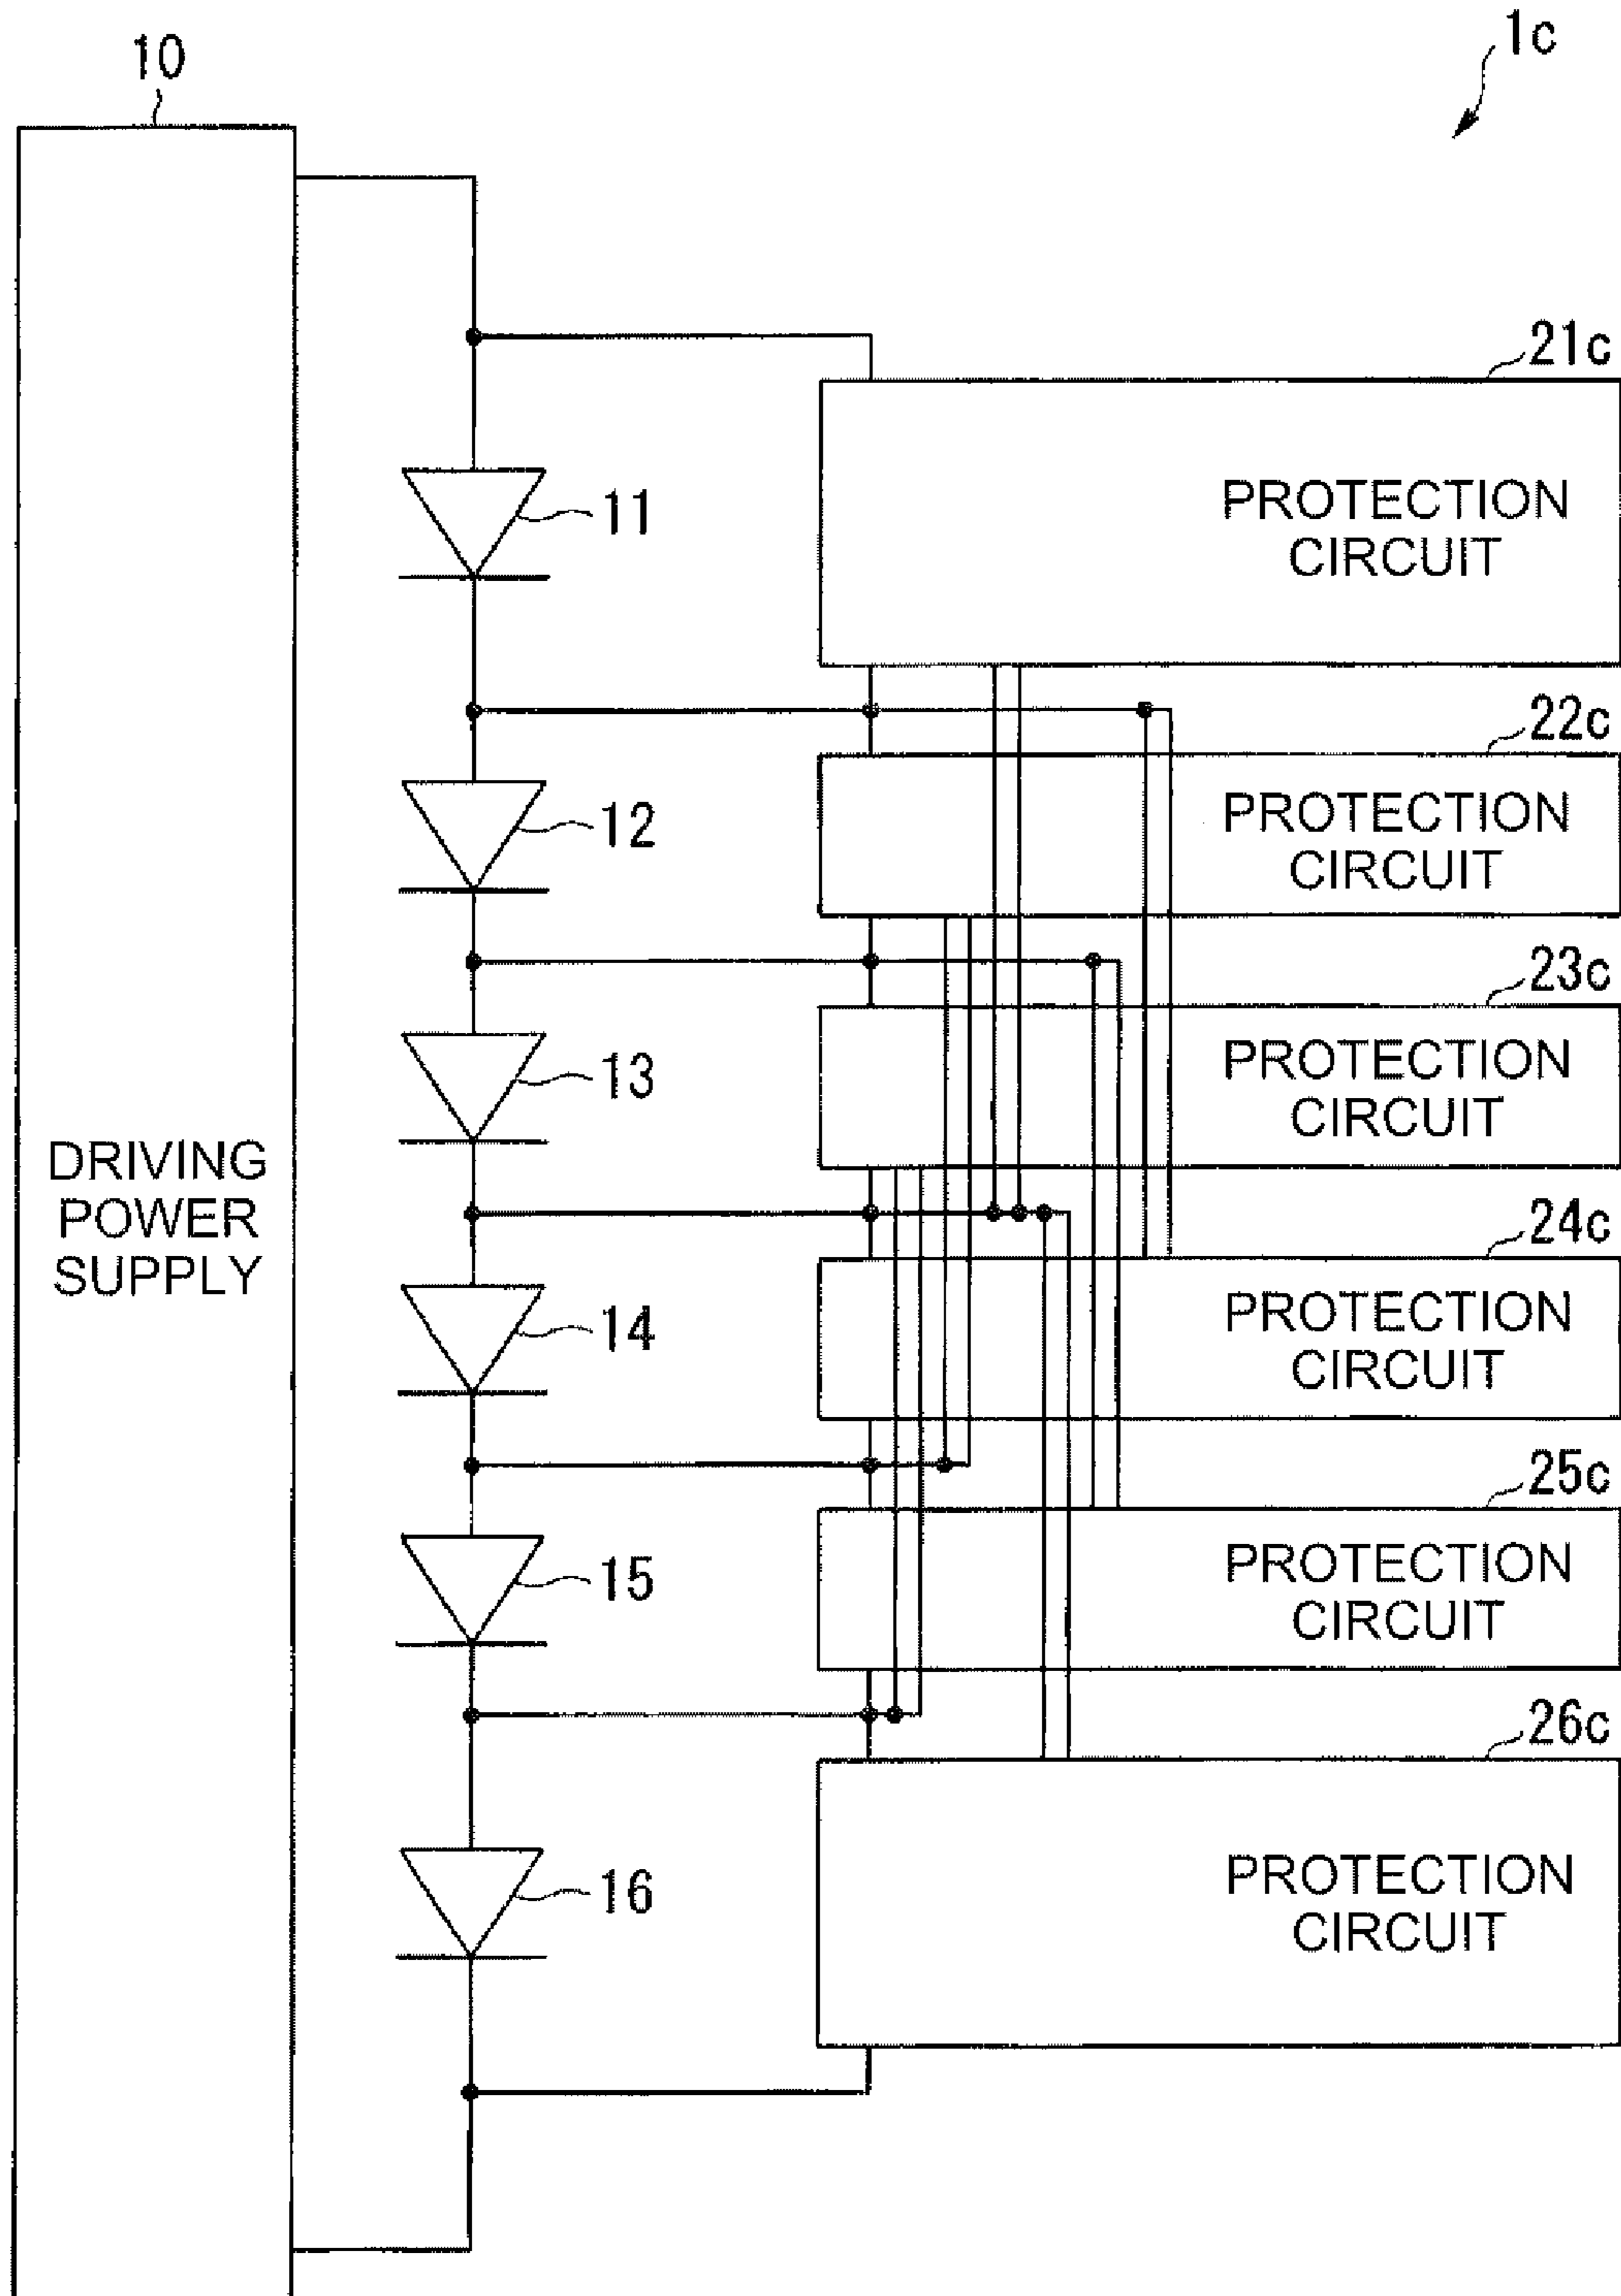 1c
10
21c
PROTECTION
CIRCUIT
11
22c
PROTECTION
CIRCUIT
12
23c
PROTECTION
CIRCUIT
13
DRIVING
POWER
SUPPLY
24c
PROTECTION
CIRCUIT
14
25c
PROTECTION
CIRCUIT
15
26c
PROTECTION
CIRCUIT
16